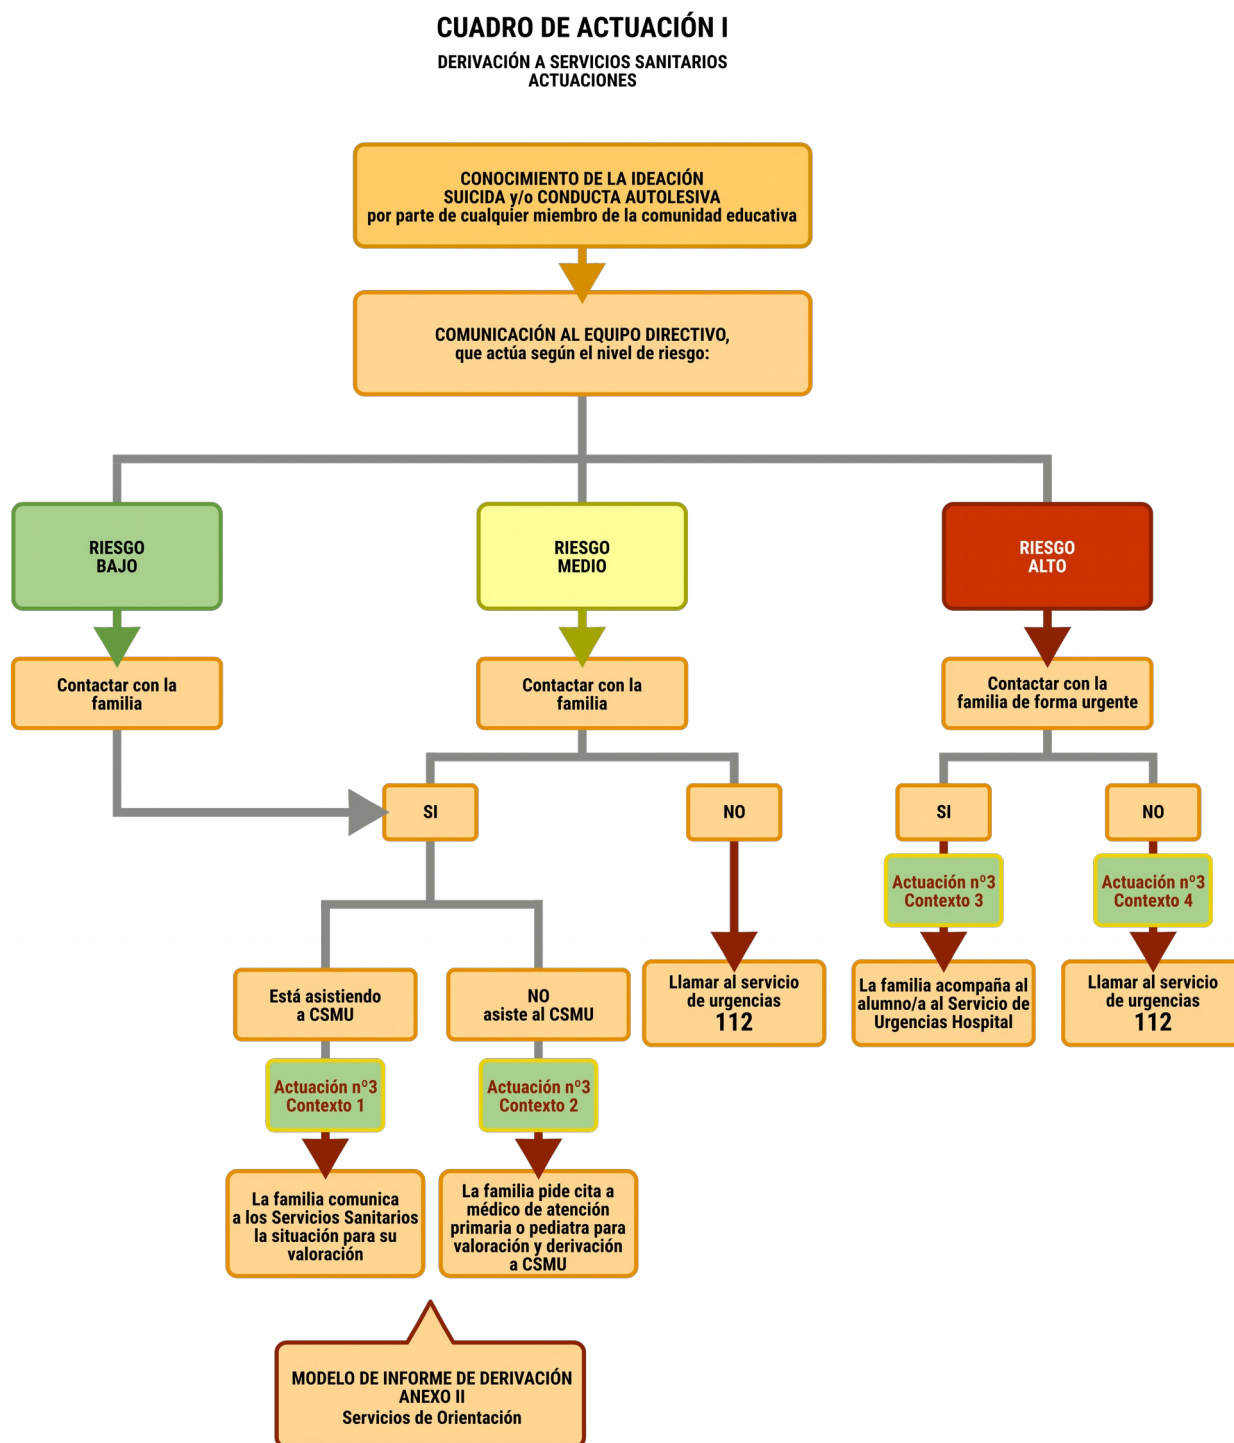 CUADRO DE ACTUACIÓN I
DERIVACIÓN A SERVICIOS SANITARIOS
ACTUACIONES
CONOCIMIENTO DE LA IDEACIÓN
SUICIDA y/o CONDUCTA AUTOLESIVA
por parte de cualquier miembro de la comunidad educativa
COMUNICACIÓN AL EQUIPO DIRECTIVO,
que actúa según el nivel de riesgo:
RIESGO
BAJO
RIESGO
MEDIO
RIESGO
ALTO
Contactar con la
familia
Contactar con la
familia
Contactar con la
familia de forma urgente
SI
NO
SI
NO
Actuación nº3
Contexto 3
Actuación nº3
Contexto 4
Está asistiendo
a CSMU
NO
asiste al CSMU
Llamar al servicio
de urgencias
112
La familia acompaña al
alumno/a al Servicio de
Urgencias Hospital
Llamar al servicio
de urgencias
112
Actuación nº3
Contexto 1
Actuación nº3
Contexto 2
La familia comunica
a los Servicios Sanitarios
la situación para su
valoración
La familia pide cita a
médico de atención
primaria o pediatra para
valoración y derivación
a CSMU
MODELO DE INFORME DE DERIVACIÓN
ANEXO II
Servicios de Orientación